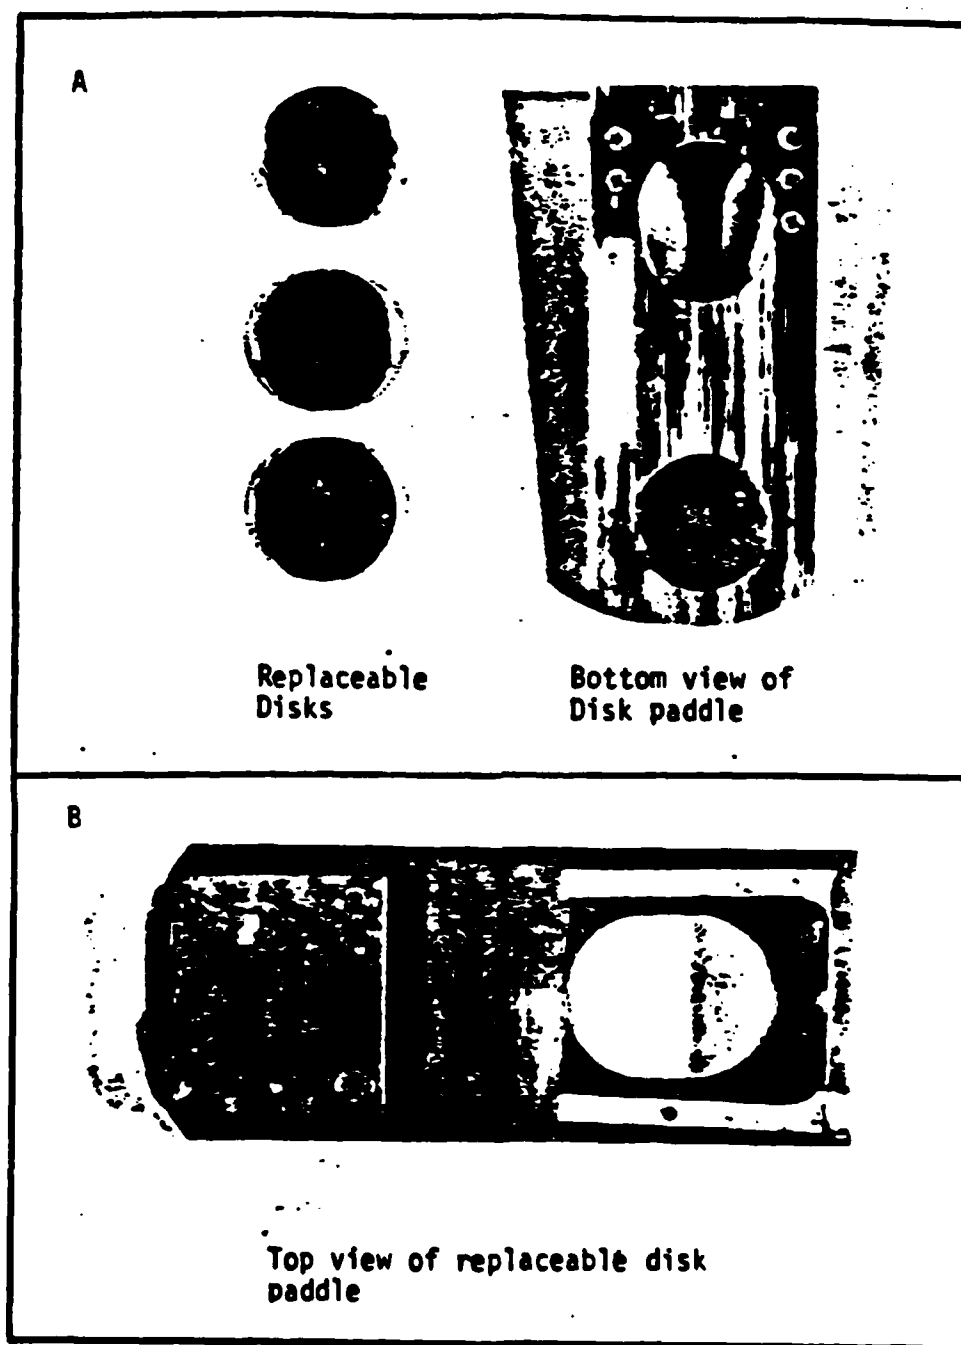 A
Replaceable
Disks
Bottom view of
Disk paddle
B
Top view of replaceable disk
paddle